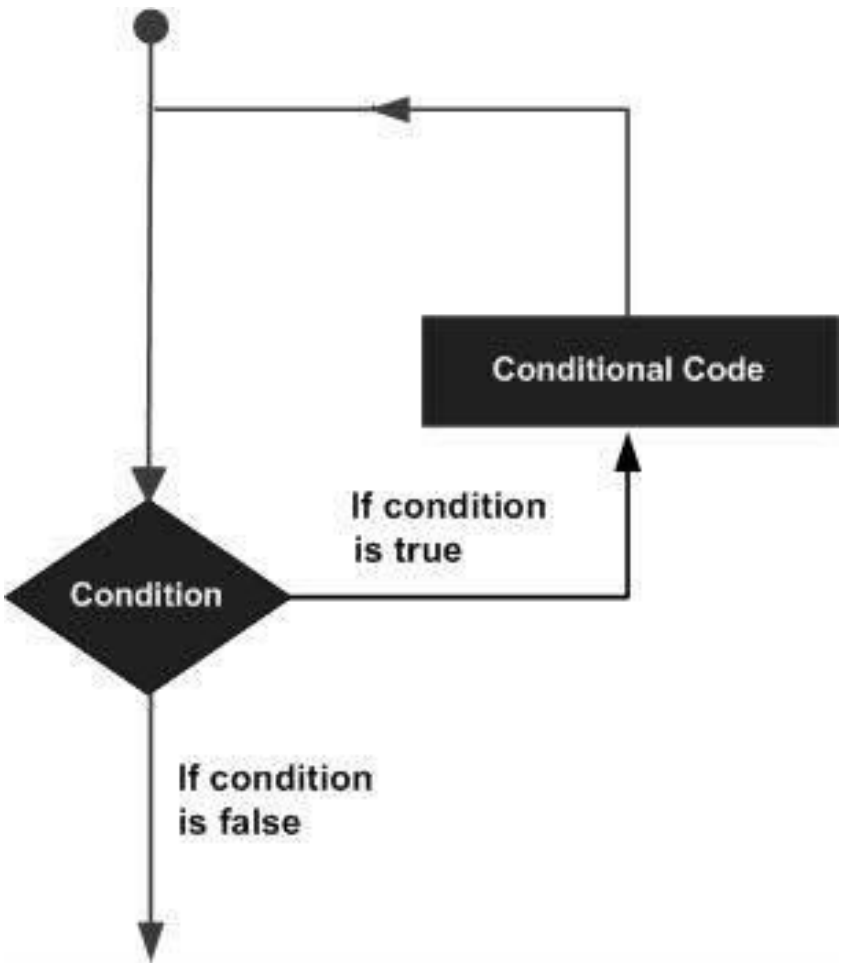 Conditional Code
If condition
is true
Condition
If condition
is false